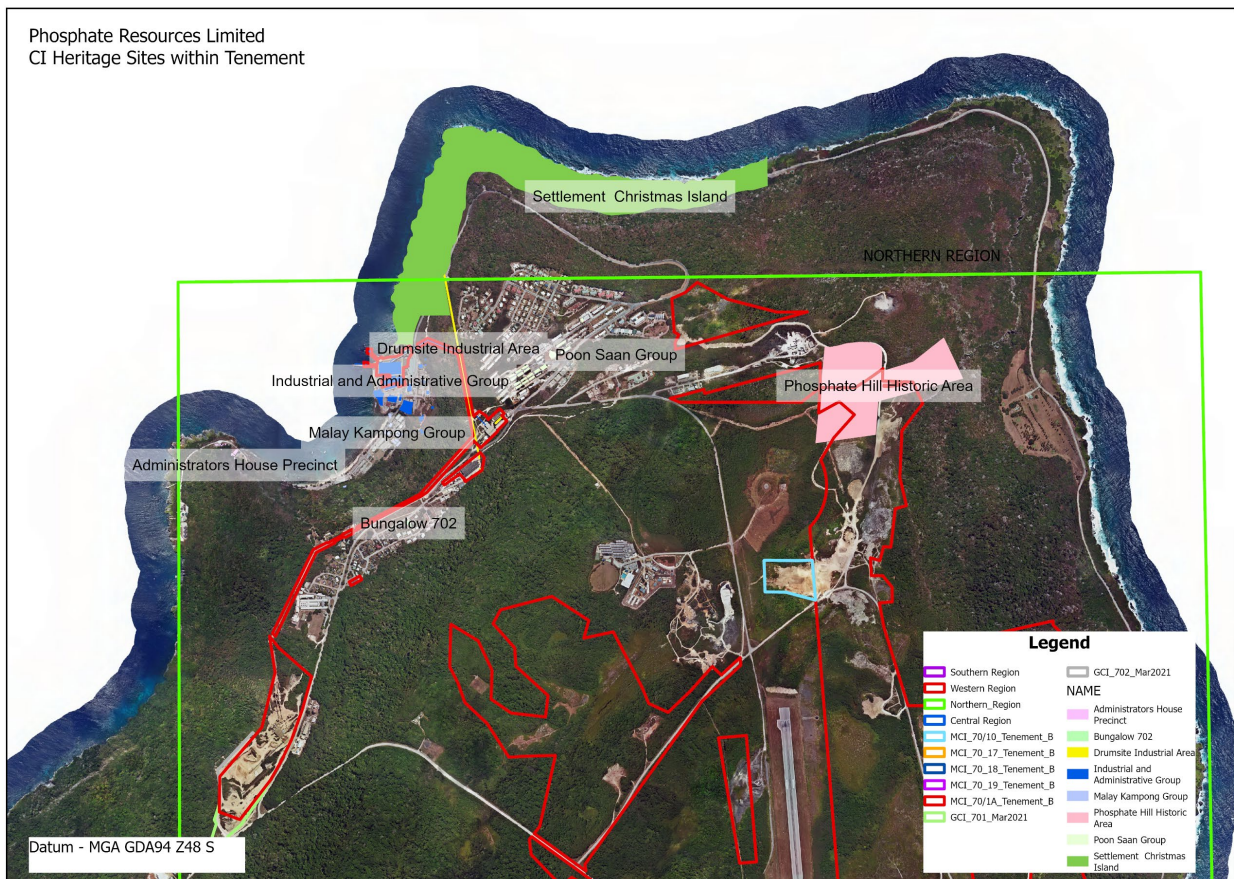 Phosphate Resources Limited
CI Heritage Sites within Tenement
Settlement  Christmas Island
NORTHERN REGION
Drumsite Industrial Area
Poon Saan Group
Industrial and Administrative Group
Phosphate Hill Historic Area
Malay Kampong Group
Administrators House Precinct
Bungalow 702
Legend
Southern Region
Western Region
Northern_Region
Central Region
MCI_70/10_Tenement_B
MCI_70_17_Tenement_B
MCI_70_18_Tenement_B
MCI_70_19_Tenement_B
MCI_70/1A_Tenement_B
GCI_701_Mar2021
GCI_702_Mar2021
NAME
Administrators House
Precinct
Bungalow 702
Drumsite Industrial Area
Industrial and
Administrative Group
Malay Kampong Group
Phosphate Hill Historic
Area
Poon Saan Group
Settlement  Christmas
Island
Datum - MGA GDA94 Z48 S